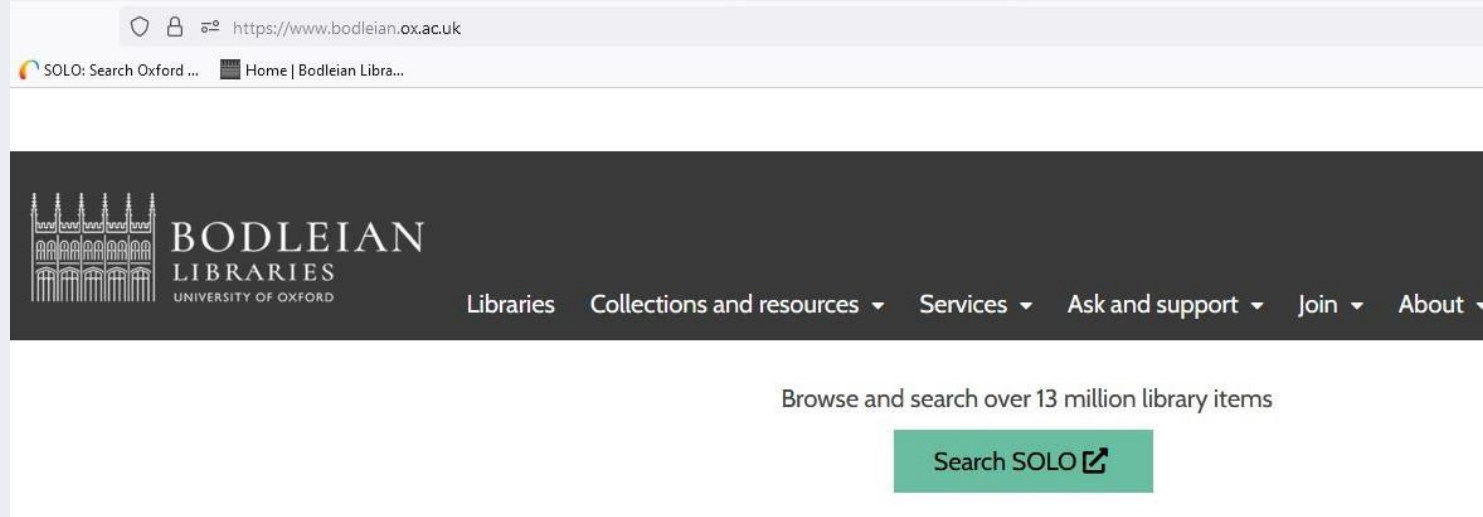 https://www.bodleian.ox.ac.uk
SOLO: Search Oxford ... Home | Bodleian Libra...
BODLEIAN
LIBRARIES
UNIVERSITY OF OXFORD
Libraries Collections and resources Services Ask and support Join About
Browse and search over 13 million library items
Search SOLO